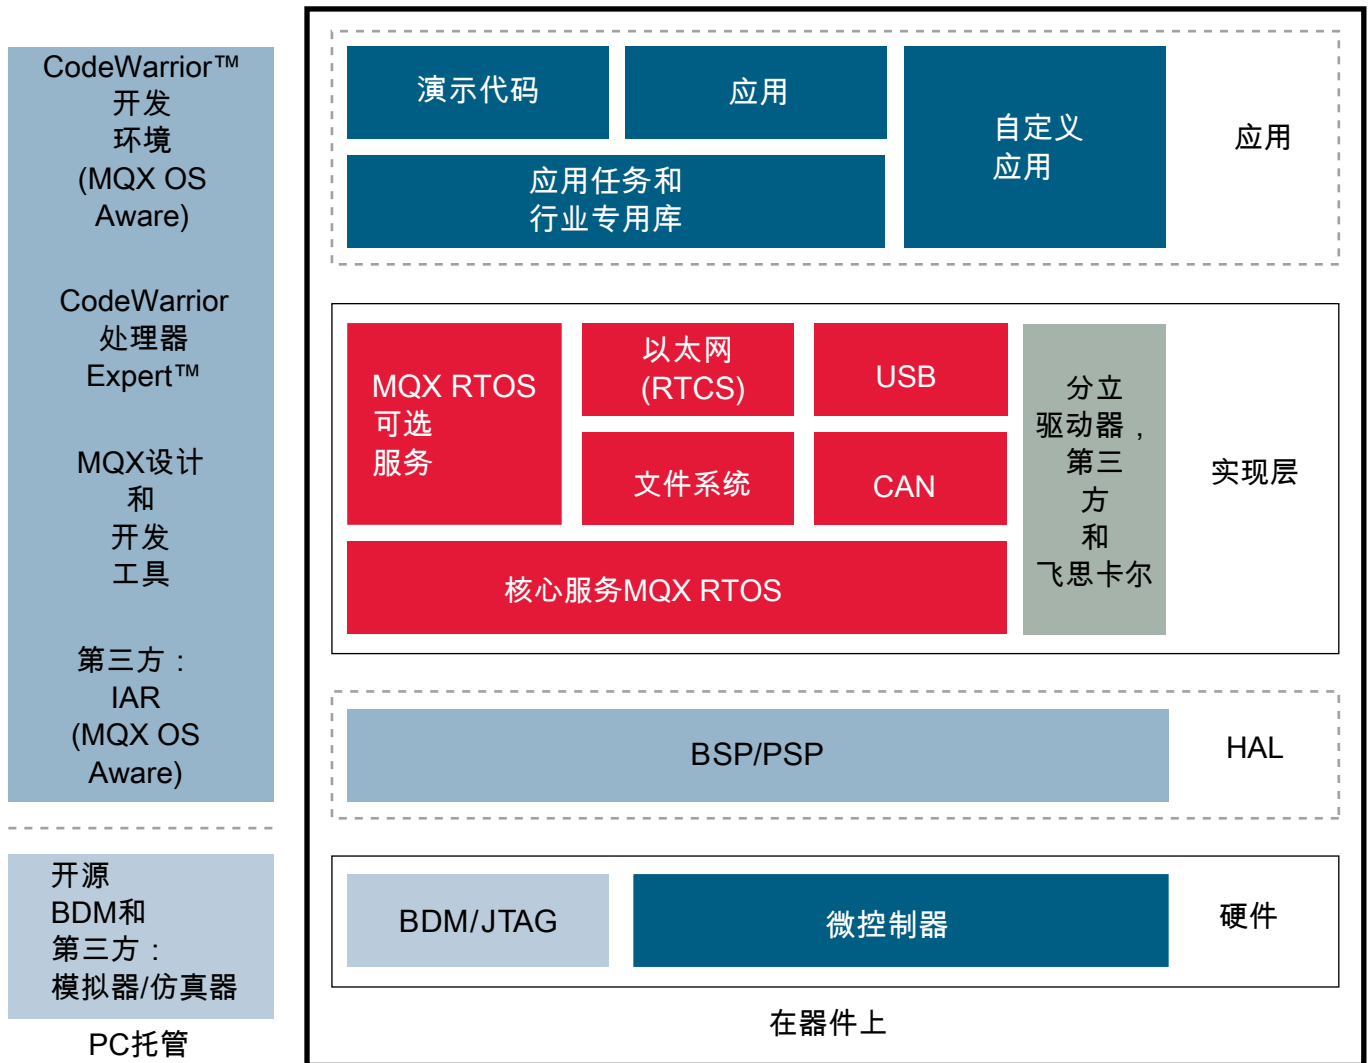 CodeWarrior™
开发
环境
(MQX OS
Aware)
CodeWarrior
处理器
Expert™
MQX设计
和
开发
工具
第三方：
IAR
(MQX OS
Aware)
开源
BDM和
第三方：
模拟器/仿真器
PC托管
演示代码
应用
自定义
应用
应用任务和
行业专用库
应用
MQX RTOS
可选
服务
以太网
(RTCS)
USB
文件系统
CAN
核心服务MQX RTOS
分立
驱动器，
第三
方
和
飞思卡尔
实现层
BSP/PSP
HAL
BDM/JTAG
微控制器
硬件
在器件上